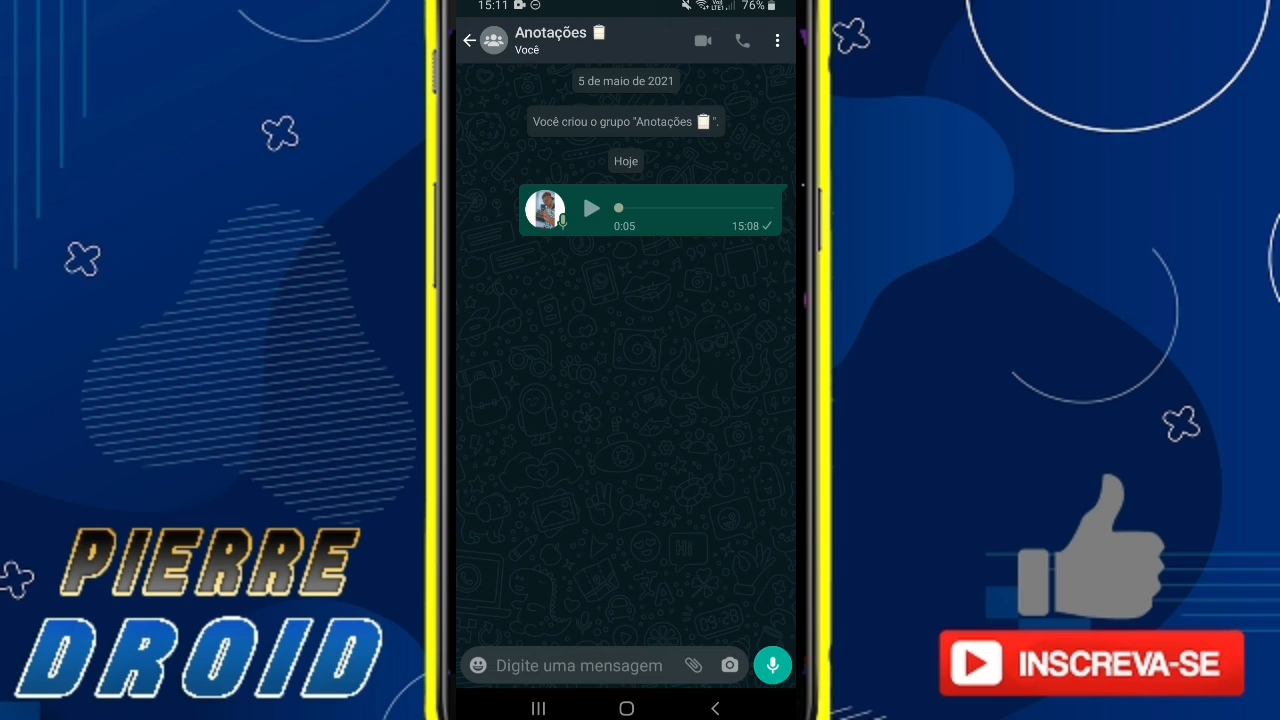 15:11
76%
Anotações
Você
5 de maio de 2021
Você criou o grupo "Anotações 📋".
Hoje
0:05
15:08
Digite uma mensagem
PIERRE
DROID
INSCREVA-SE